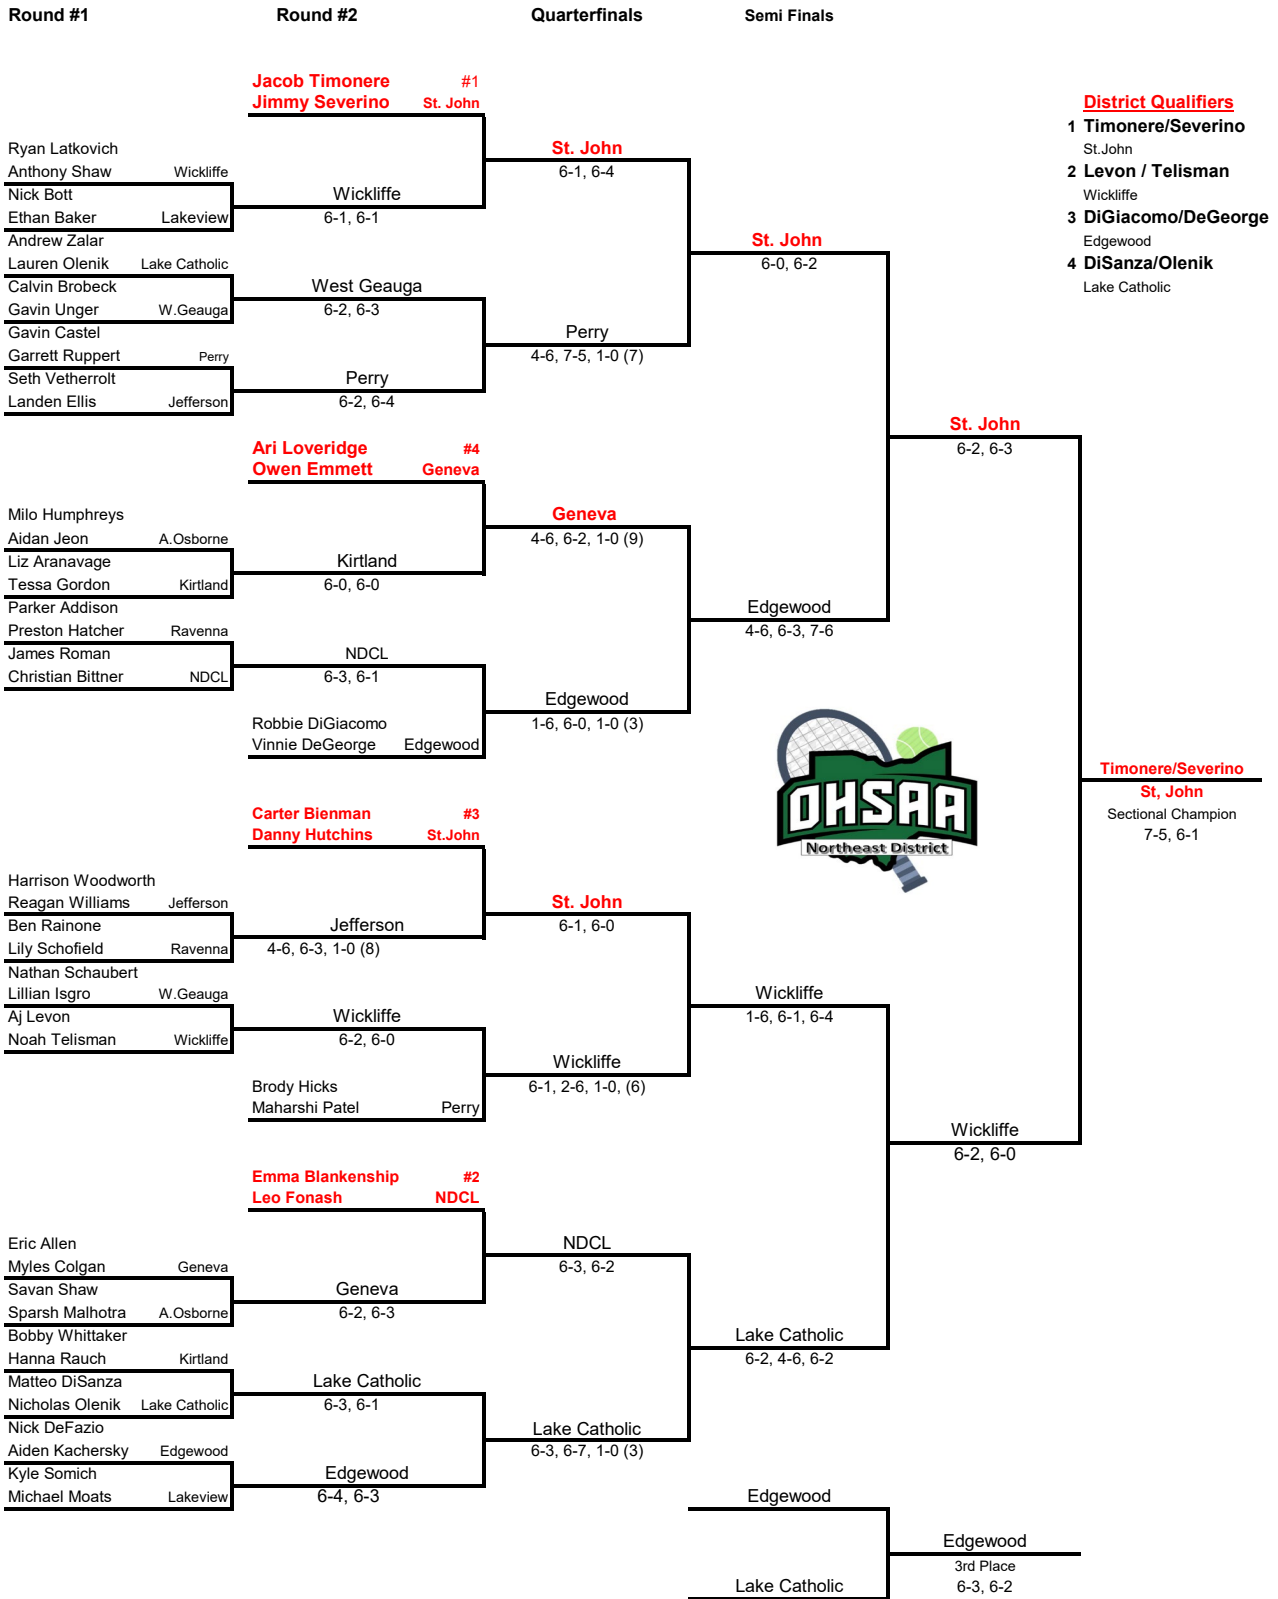 Round #1 Round #2 Quarterfinals Semi Finals
Jacob Timonere #1
Jimmy Severino St. John
District Qualifiers
1 Timonere/Severino
St.John
2 Levon / Telisman
Wickliffe
3 DiGiacomo/DeGeorge
Edgewood
4 DiSanza/Olenik
Lake Catholic
Ryan Latkovich
Anthony Shaw Wickliffe
Nick Bott
Ethan Baker Lakeview
Andrew Zalar
Lauren Olenik Lake Catholic
Calvin Brobeck
Gavin Unger W.Geauga
Gavin Castel
Garrett Ruppert Perry
Seth Vetherrolt
Landen Ellis Jefferson
Wickliffe
6-1, 6-1
West Geauga
6-2, 6-3
Perry
6-2, 6-4
St. John
6-1, 6-4
Perry
4-6, 7-5, 1-0 (7)
St. John
6-0, 6-2
Ari Loveridge #4
Owen Emmett Geneva
Milo Humphreys
Aidan Jeon A.Osborne
Liz Aranavage
Tessa Gordon Kirtland
Parker Addison
Preston Hatcher Ravenna
James Roman
Christian Bittner NDCL
Kirtland
6-0, 6-0
NDCL
6-3, 6-1
Robbie DiGiacomo
Vinnie DeGeorge Edgewood
Geneva
4-6, 6-2, 1-0 (9)
Edgewood
1-6, 6-0, 1-0 (3)
Edgewood
4-6, 6-3, 7-6
St. John
6-2, 6-3
OHSAA
Northeast District
Timonere/Severino
St, John
Sectional Champion
7-5, 6-1
Carter Bienman #3
Danny Hutchins St.John
Harrison Woodworth
Reagan Williams Jefferson
Ben Rainone
Lily Schofield Ravenna
Nathan Schaubert
Lillian Isgro W.Geauga
Aj Levon
Noah Telisman Wickliffe
Jefferson
4-6, 6-3, 1-0 (8)
Wickliffe
6-2, 6-0
Brody Hicks
Maharshi Patel Perry
St. John
6-1, 6-0
Wickliffe
6-1, 2-6, 1-0, (6)
Wickliffe
1-6, 6-1, 6-4
Wickliffe
6-2, 6-0
Emma Blankenship #2
Leo Fonash NDCL
Eric Allen
Myles Colgan Geneva
Savan Shaw
Sparsh Malhotra A.Osborne
Bobby Whittaker
Hanna Rauch Kirtland
Matteo DiSanza
Nicholas Olenik Lake Catholic
Nick DeFazio
Aiden Kachersky Edgewood
Kyle Somich
Michael Moats Lakeview
Geneva
6-2, 6-3
Lake Catholic
6-3, 6-1
Edgewood
6-4, 6-3
NDCL
6-3, 6-2
Lake Catholic
6-3, 6-7, 1-0 (3)
Lake Catholic
6-2, 4-6, 6-2
Edgewood
Lake Catholic
Edgewood
3rd Place
6-3, 6-2